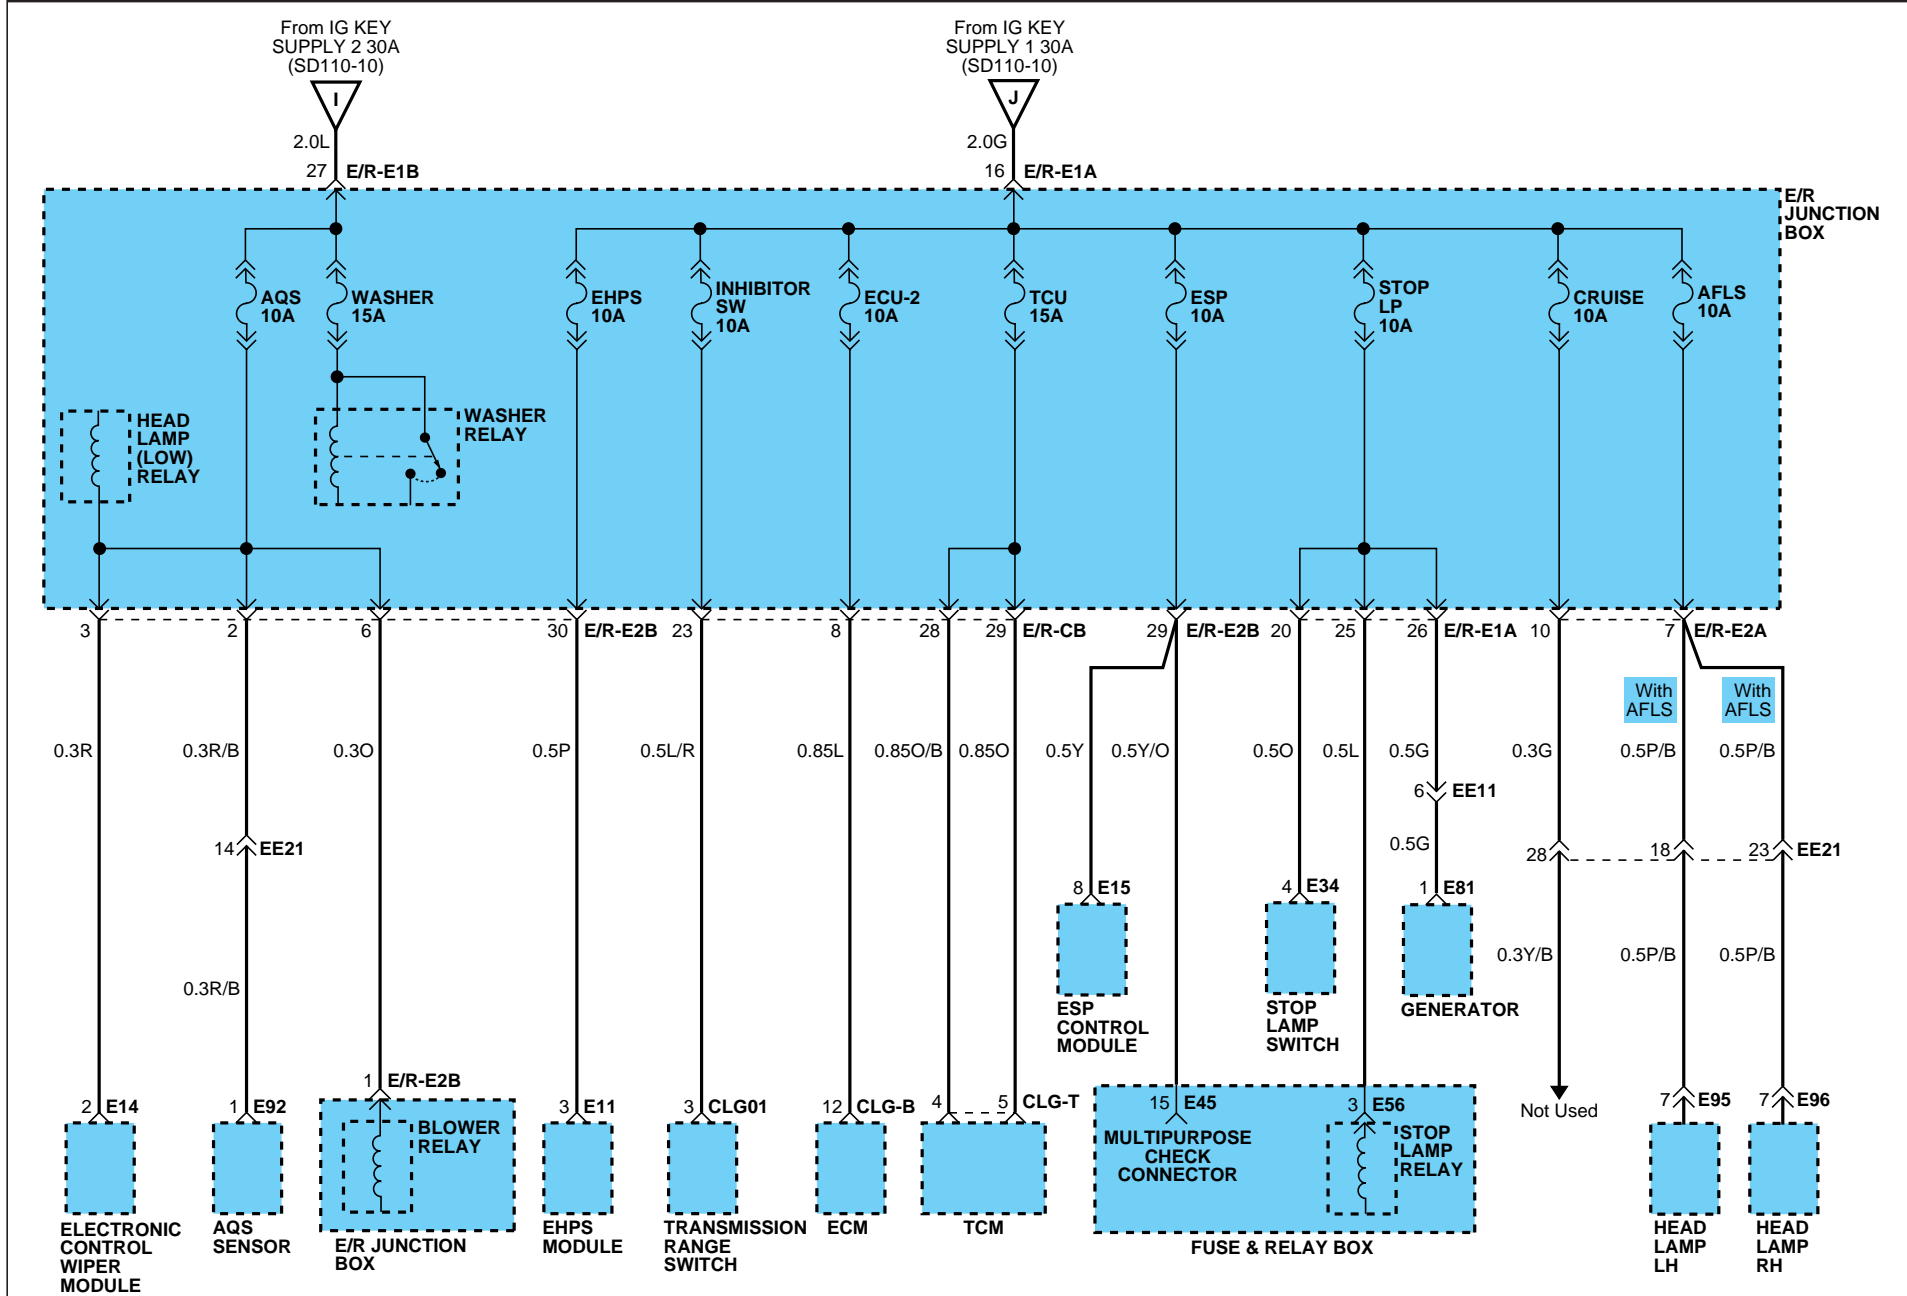 From IG KEY
SUPPLY 2 30A
(SD110-10)
I
2.0L
27 E/R-E1B
From IG KEY
SUPPLY 1 30A
(SD110-10)
J
2.0G
16 E/R-E1A
E/R
JUNCTION
BOX
AQS
10A
WASHER
15A
EHPS
10A
INHIBITOR
SW
10A
ECU-2
10A
TCU
15A
ESP
10A
STOP
LP
10A
CRUISE
10A
AFLS
10A
HEAD
LAMP
(LOW)
RELAY
WASHER
RELAY
3 2 6 30 E/R-E2B 23 8 28 29 E/R-CB 29 E/R-E2B 20 25 26 E/R-E1A 10 7 E/R-E2A
With
AFLS
With
AFLS
0.3R 0.3R/B 0.3O 0.5P 0.5L/R 0.85L 0.85O/B 0.85O 0.5Y 0.5Y/O 0.5O 0.5L 0.5G 0.3G 0.5P/B 0.5P/B
6 EE11
0.5G
14 EE21
28 18 23 EE21
8 E15
4 E34
1 E81
0.3R/B
0.3Y/B 0.5P/B 0.5P/B
ESP
CONTROL
MODULE
STOP
LAMP
SWITCH
GENERATOR
2 E14
1 E92
1 E/R-E2B
BLOWER
RELAY
3 E11
3 CLG01
12 CLG-B
4 5 CLG-T
15 E45
MULTIPURPOSE
CHECK
CONNECTOR
3 E56
STOP
LAMP
RELAY
Not Used
7 E95
7 E96
ELECTRONIC
CONTROL
WIPER
MODULE
AQS
SENSOR
E/R JUNCTION
BOX
EHPS
MODULE
TRANSMISSION
RANGE
SWITCH
ECM
TCM
FUSE & RELAY BOX
HEAD
LAMP
LH
HEAD
LAMP
RH